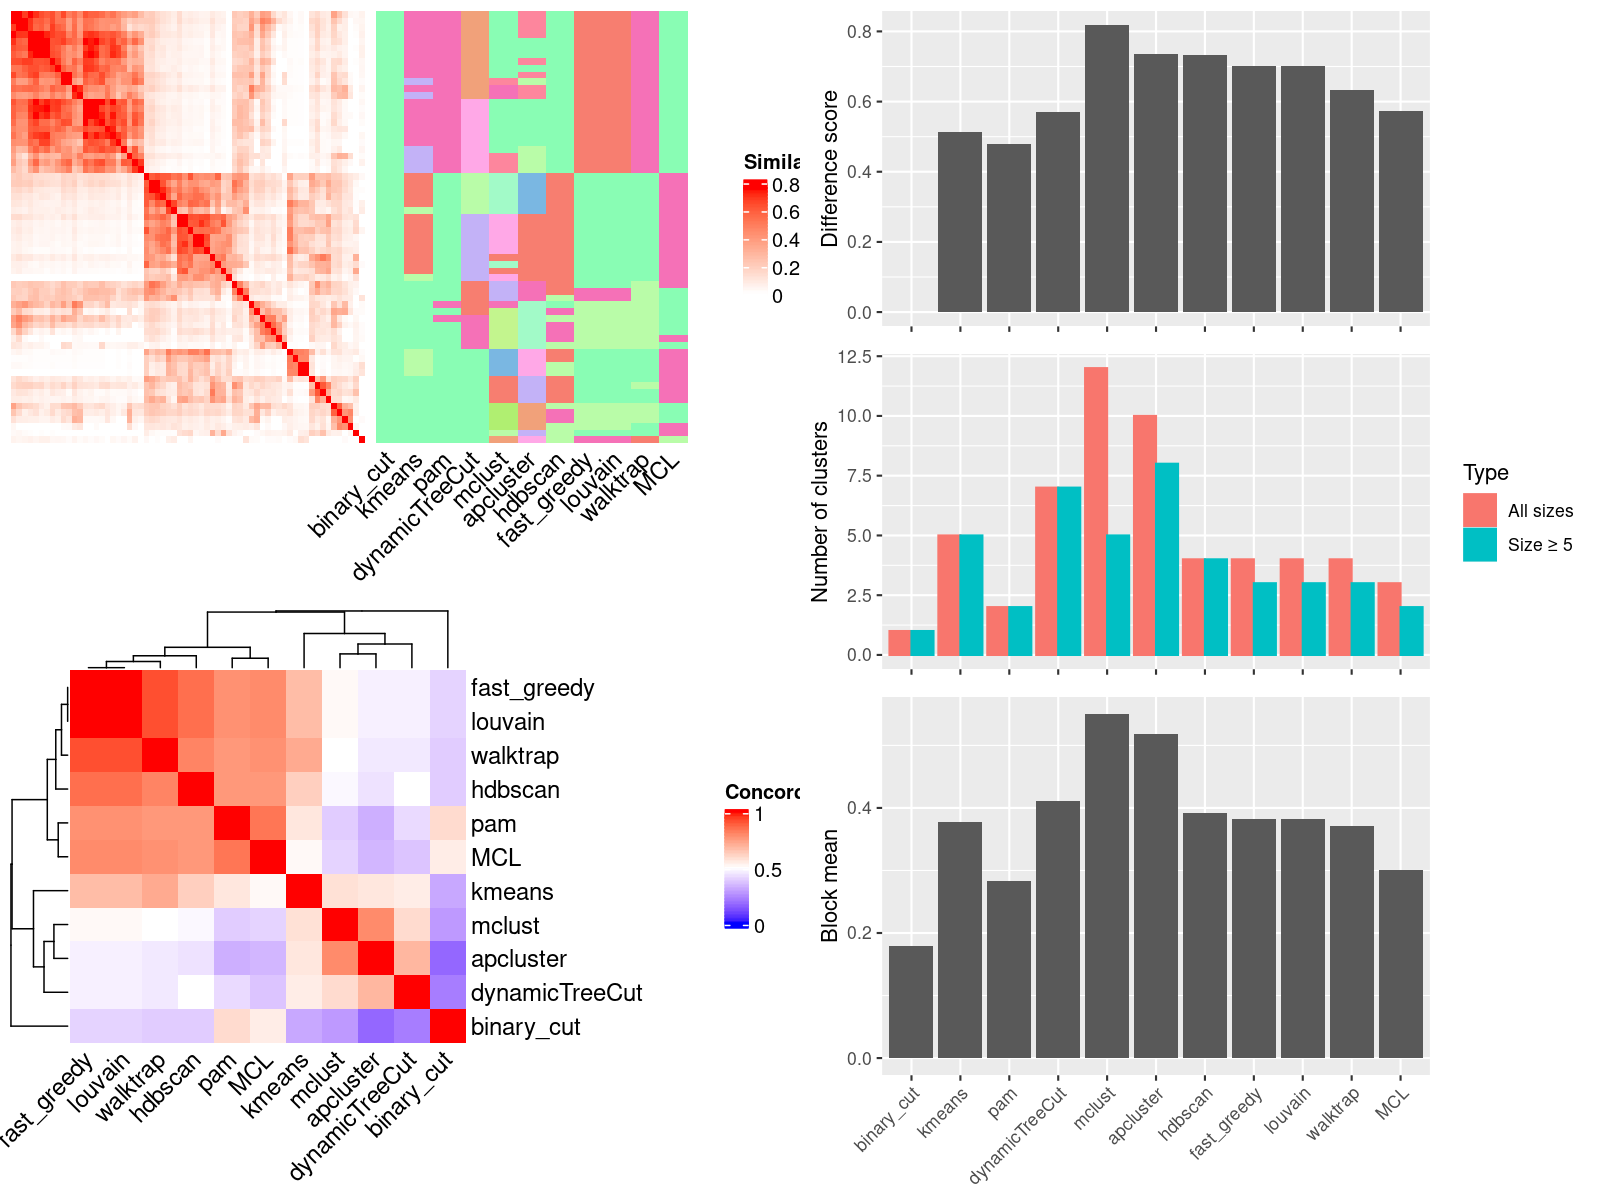 Simila
0.8
0.6
0.4
0.2
0
binary_cut
kmeans
pam
dynamicTreeCut
mclust
apcluster
hdbscan
fast_greedy
louvain
walktrap
MCL
fast_greedy
louvain
walktrap
hdbscan
pam
MCL
kmeans
mclust
apcluster
dynamicTreeCut
binary_cut
Concord
1
0.5
0
fast_greedy
louvain
walktrap
hdbscan
pam
MCL
kmeans
mclust
apcluster
dynamicTreeCut
binary_cut
Difference score
0.8
0.6
0.4
0.2
0.0
Number of clusters
12.5
10.0
7.5
5.0
2.5
0.0
Type
All sizes
Size ≥ 5
Block mean
0.4
0.2
0.0
binary_cut
kmeans
pam
dynamicTreeCut
mclust
apcluster
hdbscan
fast_greedy
louvain
walktrap
MCL